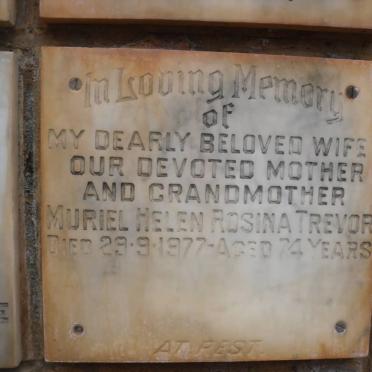 In Loving Memory
of
MY DEARLY BELOVED WIFE
OUR DEVOTED MOTHER
AND GRANDMOTHER
MURIEL HELEN ROSINA TREVOR
DIED 29·9·1977-AGED 74 YEARS
AT REST